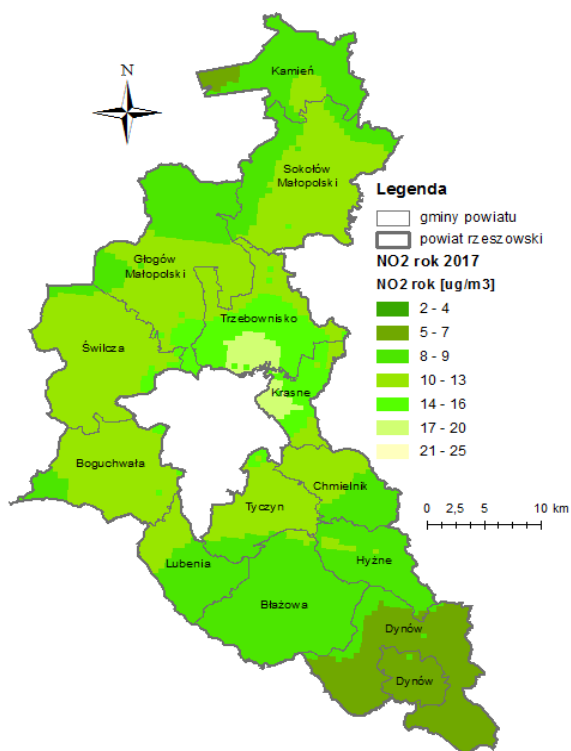 Kamień
N
Sokołów
Małopolski
Legenda
gminy powiatu
powiat rzeszowski
NO2 rok 2017
NO2 rok [ug/m3]
2 - 4
5 - 7
8 - 9
10 - 13
14 - 16
17 - 20
21 - 25
Głogów
Małopolski
Trzebownisko
Świlcza
Krasne
Boguchwała
Chmielnik
0 2,5 5 10 km
Tyczyn
Lubenia
Hyżne
Błażowa
Dynów
Dynów